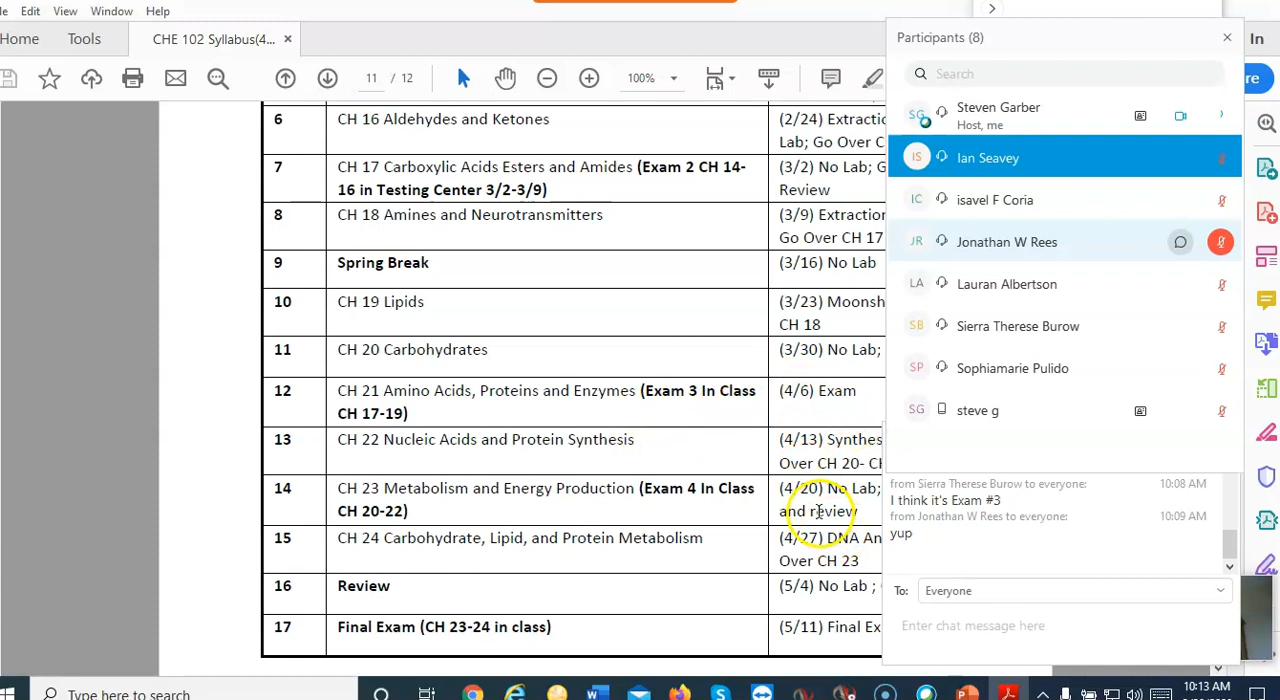 Edit View Window Help
Home Tools CHE 102 Syllabus(4... × In
11 / 12 100%
6 CH 16 Aldehydes and Ketones (2/24) Extractio
Lab; Go Over C
7 CH 17 Carboxylic Acids Esters and Amides (Exam 2 CH 14- (3/2) No Lab; G
16 in Testing Center 3/2-3/9) Review
8 CH 18 Amines and Neurotransmitters (3/9) Extraction
Go Over CH 17
9 Spring Break (3/16) No Lab
10 CH 19 Lipids (3/23) Moonsh
CH 18
11 CH 20 Carbohydrates (3/30) No Lab;
12 CH 21 Amino Acids, Proteins and Enzymes (Exam 3 In Class (4/6) Exam
CH 17-19)
13 CH 22 Nucleic Acids and Protein Synthesis (4/13) Synthes
Over CH 20- CH
14 CH 23 Metabolism and Energy Production (Exam 4 In Class (4/20) No Lab;
CH 20-22) and review
15 CH 24 Carbohydrate, Lipid, and Protein Metabolism (4/27) DNA An
Over CH 23
16 Review (5/4) No Lab ;
17 Final Exam (CH 23-24 in class) (5/11) Final Ex
Participants (8) ×
Search
SG Steven Garber
Host, me
IS Ian Seavey
IC isavel F Coria
JR Jonathan W Rees
LA Lauran Albertson
SB Sierra Therese Burow
SP Sophiamarie Pulido
SG steve g
from Sierra Therese Burow to everyone: 10:08 AM
I think it's Exam #3
from Jonathan W Rees to everyone: 10:09 AM
yup
To: Everyone
Enter chat message here
Type here to search
10:13 AM